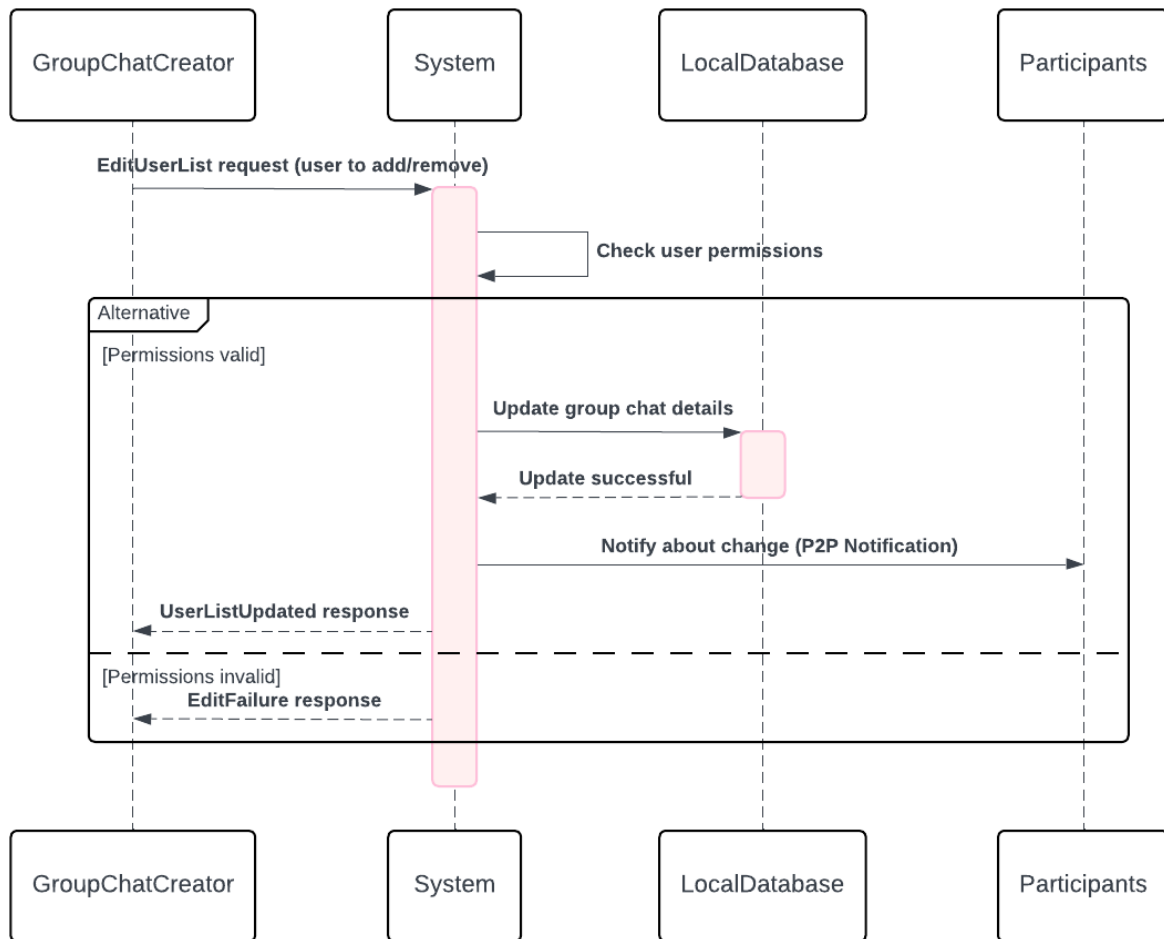 GroupChatCreator
System
LocalDatabase
Participants
EditUserList request (user to add/remove)
Check user permissions
Alternative
[Permissions valid]
Update group chat details
Update successful
Notify about change (P2P Notification)
UserListUpdated response
[Permissions invalid]
EditFailure response
GroupChatCreator
System
LocalDatabase
Participants